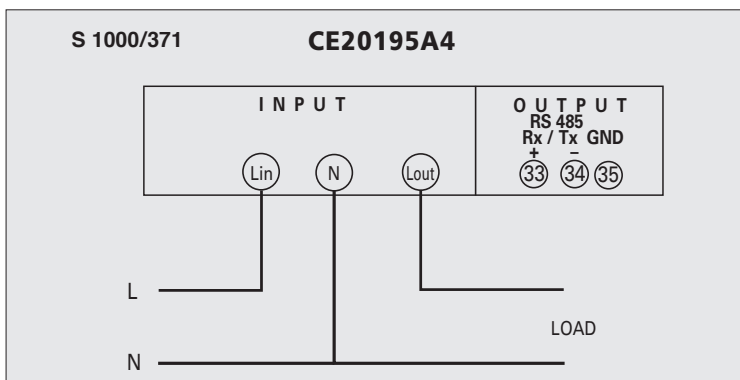 S 1000/371 CE20195A4
INPUT OUTPUT
RS 485
Rx / Tx GND
+ –
Lin N Lout 33 34 35
L
LOAD
N